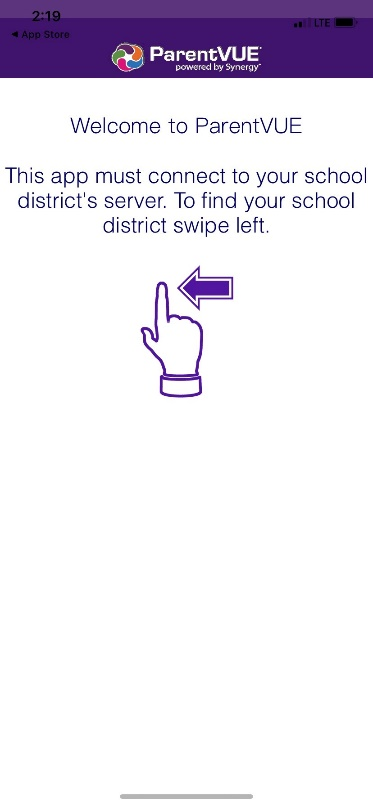 2:19
LTE
◀ App Store
ParentVUE
powered by Synergy
Welcome to ParentVUE
This app must connect to your school
district's server. To find your school
district swipe left.